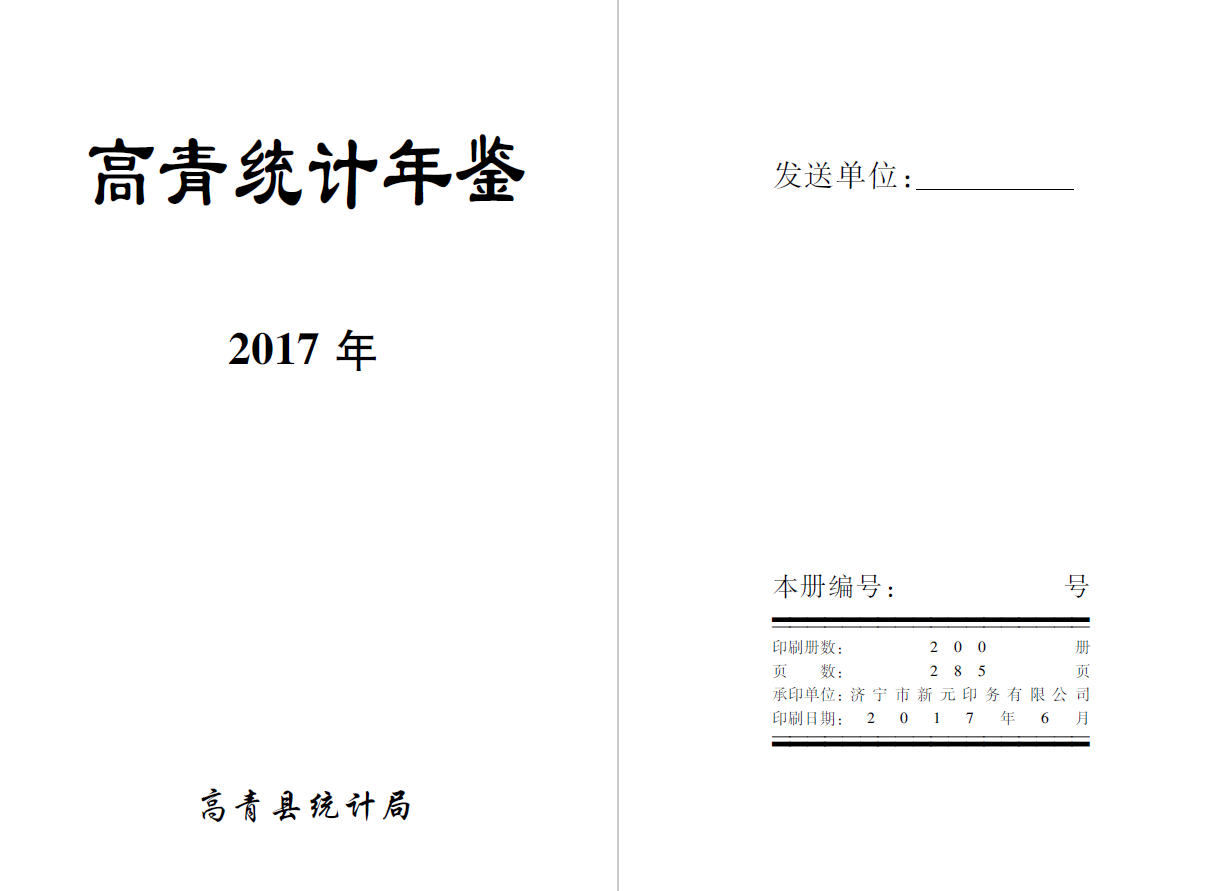 高青统计年鉴
2017 年
高青县统计局
发送单位:
本册编号: 号
印刷册数: 200 册
页 数: 285 页
承印单位:济宁市新元印务有限公司
印刷日期: 2017年6月